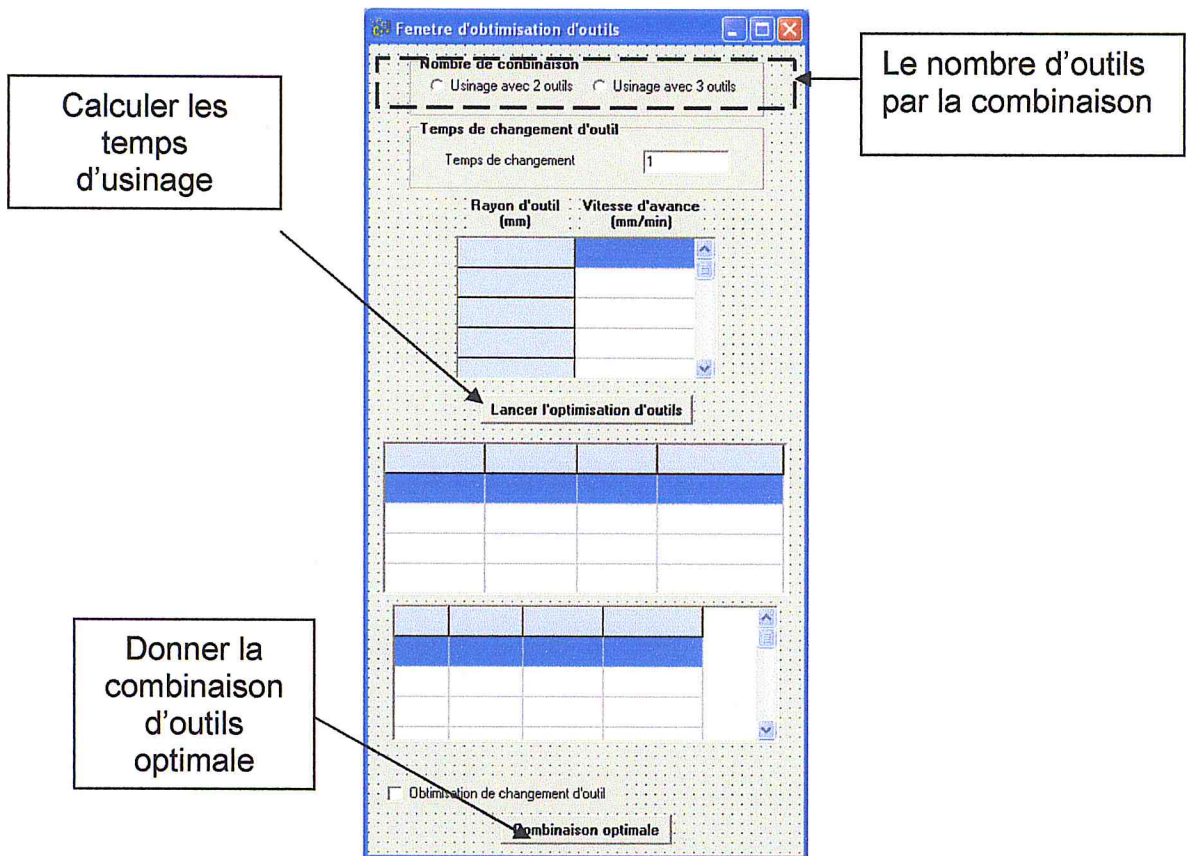 Fenetre d'obtimisation d'outils
Nombre de conbinaison
Usinage avec 2 outils
Usinage avec 3 outils
Le nombre d'outils
par la combinaison
Calculer les
temps
d'usinage
Temps de changement d'outil
Temps de changement
1
Rayon d'outil
(mm)
Vitesse d'avance
(mm/min)
Lancer l'optimisation d'outils
Donner la
combinaison
d'outils
optimale
Obtimisation de changement d'outil
Combinaison optimale